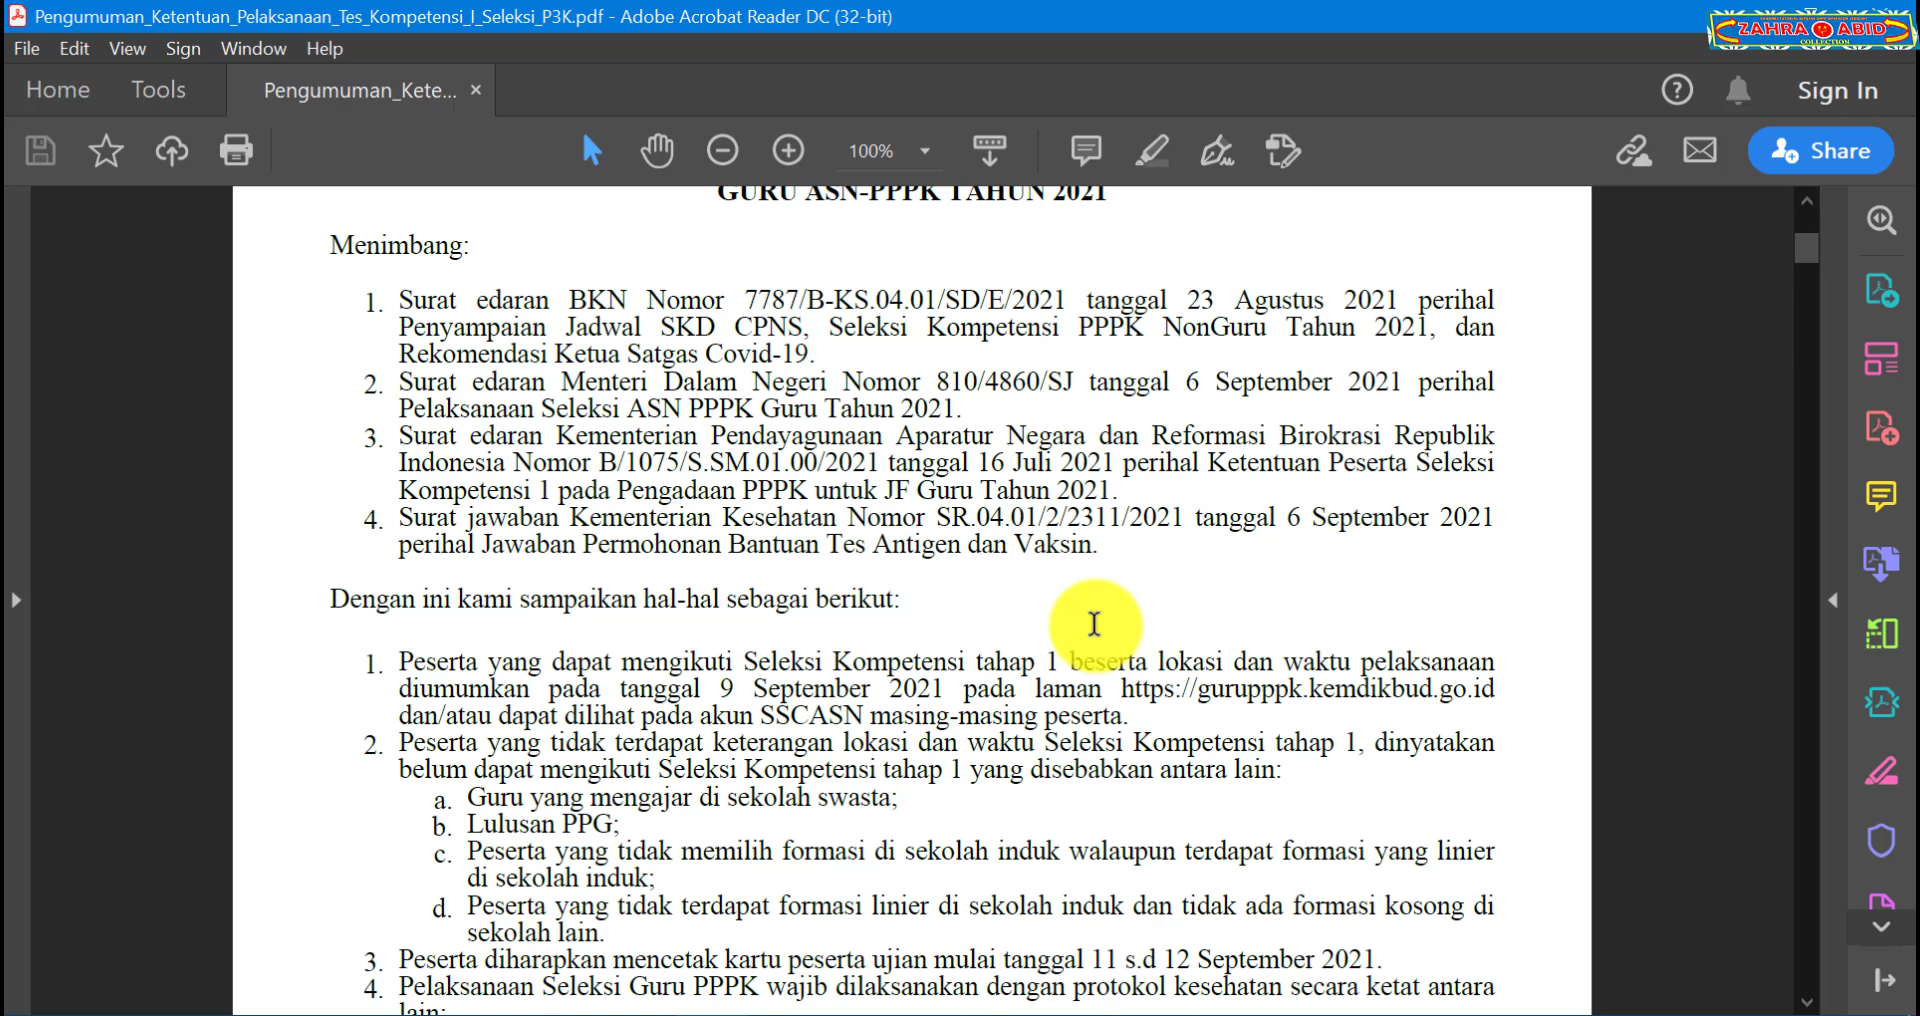 Pengumuman_Ketentuan_Pelaksanaan_Tes_Kompetensi_I_Seleksi_P3K.pdf - Adobe Acrobat Reader DC (32-bit)
ZAHRA ABID
COLLECTION
File Edit View Sign Window Help
Home Tools Pengumuman_Kete... × ? Sign In
100% Share
GURU ASN-PPPK TAHUN 2021
Menimbang:
1. Surat edaran BKN Nomor 7787/B-KS.04.01/SD/E/2021 tanggal 23 Agustus 2021 perihal
Penyampaian Jadwal SKD CPNS, Seleksi Kompetensi PPPK NonGuru Tahun 2021, dan
Rekomendasi Ketua Satgas Covid-19.
2. Surat edaran Menteri Dalam Negeri Nomor 810/4860/SJ tanggal 6 September 2021 perihal
Pelaksanaan Seleksi ASN PPPK Guru Tahun 2021.
3. Surat edaran Kementerian Pendayagunaan Aparatur Negara dan Reformasi Birokrasi Republik
Indonesia Nomor B/1075/S.SM.01.00/2021 tanggal 16 Juli 2021 perihal Ketentuan Peserta Seleksi
Kompetensi 1 pada Pengadaan PPPK untuk JF Guru Tahun 2021.
4. Surat jawaban Kementerian Kesehatan Nomor SR.04.01/2/2311/2021 tanggal 6 September 2021
perihal Jawaban Permohonan Bantuan Tes Antigen dan Vaksin.
Dengan ini kami sampaikan hal-hal sebagai berikut:
1. Peserta yang dapat mengikuti Seleksi Kompetensi tahap 1 beserta lokasi dan waktu pelaksanaan
diumumkan pada tanggal 9 September 2021 pada laman https://gurupppk.kemdikbud.go.id
dan/atau dapat dilihat pada akun SSCASN masing-masing peserta.
2. Peserta yang tidak terdapat keterangan lokasi dan waktu Seleksi Kompetensi tahap 1, dinyatakan
belum dapat mengikuti Seleksi Kompetensi tahap 1 yang disebabkan antara lain:
a. Guru yang mengajar di sekolah swasta;
b. Lulusan PPG;
c. Peserta yang tidak memilih formasi di sekolah induk walaupun terdapat formasi yang linier
di sekolah induk;
d. Peserta yang tidak terdapat formasi linier di sekolah induk dan tidak ada formasi kosong di
sekolah lain.
3. Peserta diharapkan mencetak kartu peserta ujian mulai tanggal 11 s.d 12 September 2021.
4. Pelaksanaan Seleksi Guru PPPK wajib dilaksanakan dengan protokol kesehatan secara ketat antara
lain: